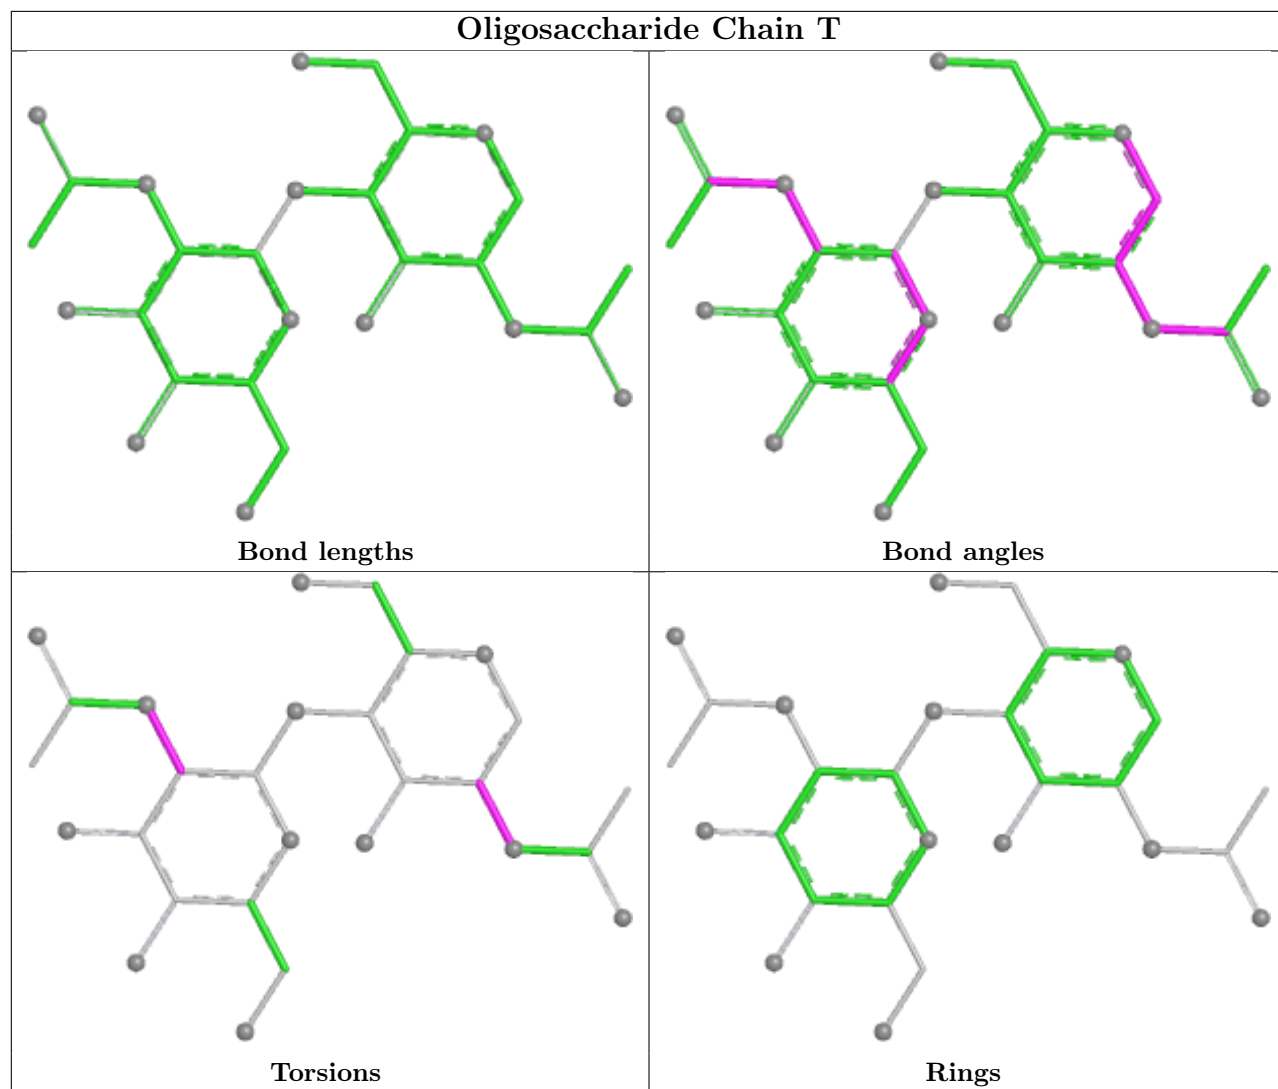 Oligosaccharide Chain T
Bond lengths
Bond angles
Torsions
Rings